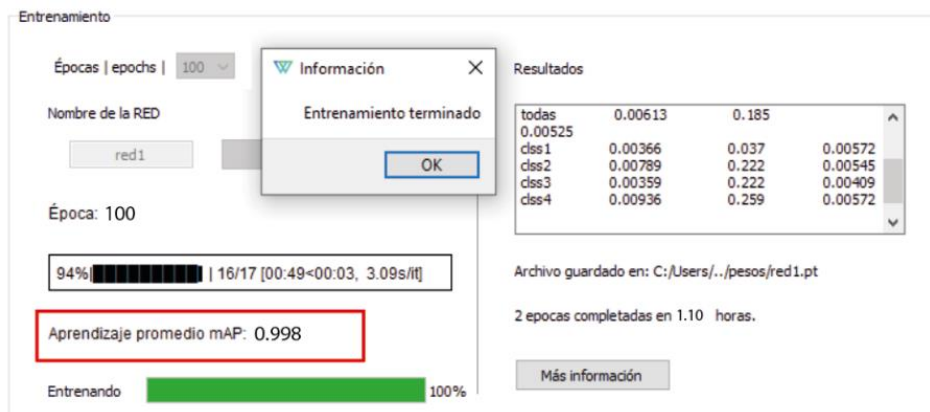 Entrenamiento
Épocas | epochs | 100
Nombre de la RED
red1
Información
Entrenamiento terminado
OK
Época: 100
94%| | 16/17 [00:49<00:03, 3.09s/it]
Aprendizaje promedio mAP: 0.998
Entrenando 100%
Resultados
todas 0.00613 0.185
0.00525
clss1 0.00366 0.037 0.00572
clss2 0.00789 0.222 0.00545
clss3 0.00359 0.222 0.00409
clss4 0.00936 0.259 0.00572
Archivo guardado en: C:/Users/../pesos/red1.pt
2 epocas completadas en 1.10 horas.
Más información